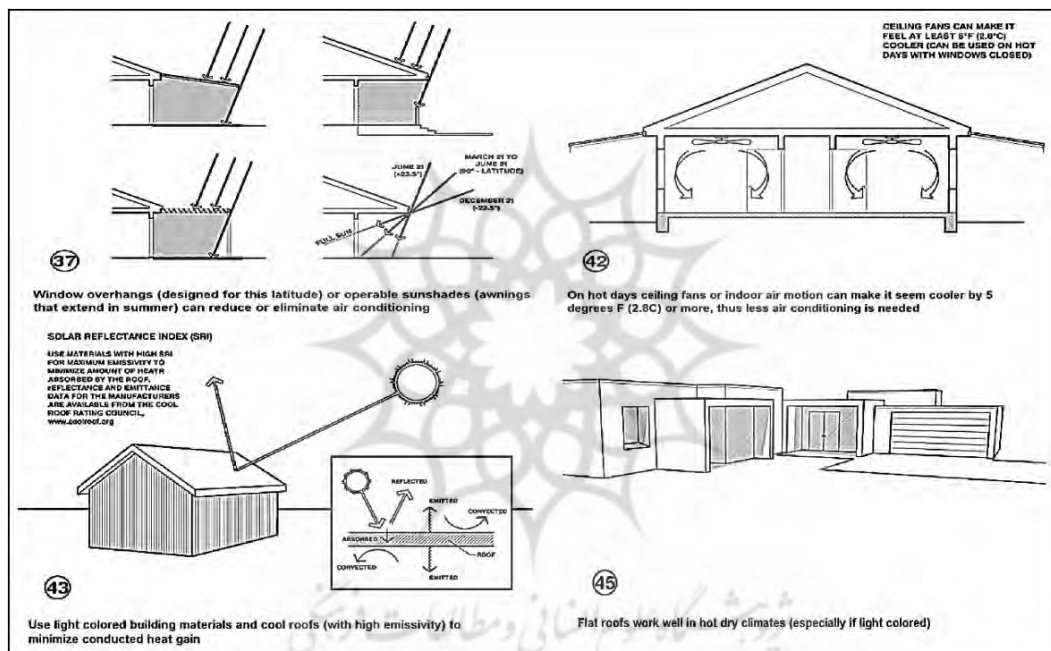 JUNE 21
(+23.5°)
MARCH 21 TO
JUNE 21
(90° - LATITUDE)
DECEMBER 21
(-23.5°)
FULL SUN
37
Window overhangs (designed for this latitude) or operable sunshades (awnings
that extend in summer) can reduce or eliminate air conditioning
CEILING FANS CAN MAKE IT
FEEL AT LEAST 5°F (2.8°C)
COOLER (CAN BE USED ON HOT
DAYS WITH WINDOWS CLOSED)
42
On hot days ceiling fans or indoor air motion can make it seem cooler by 5
degrees F (2.8C) or more, thus less air conditioning is needed
SOLAR REFLECTANCE INDEX (SRI)
USE MATERIALS WITH HIGH SRI
FOR MAXIMUM EMISSIVITY TO
MINIMIZE AMOUNT OF HEATR
ABSORBED BY THE ROOF,
REFLECTANCE AND EMITTANCE
DATA FOR THE MANUFACTURERS
ARE AVAILABLE FROM THE COOL
ROOF RATING COUNCIL,
www.coolroof.org
REFLECTED
EMITTED
CONVECTED
ABSORBED
ROOF
CONVECTED
EMITTED
43
Use light colored building materials and cool roofs (with high emissivity) to
minimize conducted heat gain
45
Flat roofs work well in hot dry climates (especially if light colored)
پژوهشگاه علوم انسانی و مطالعات فرهنگی